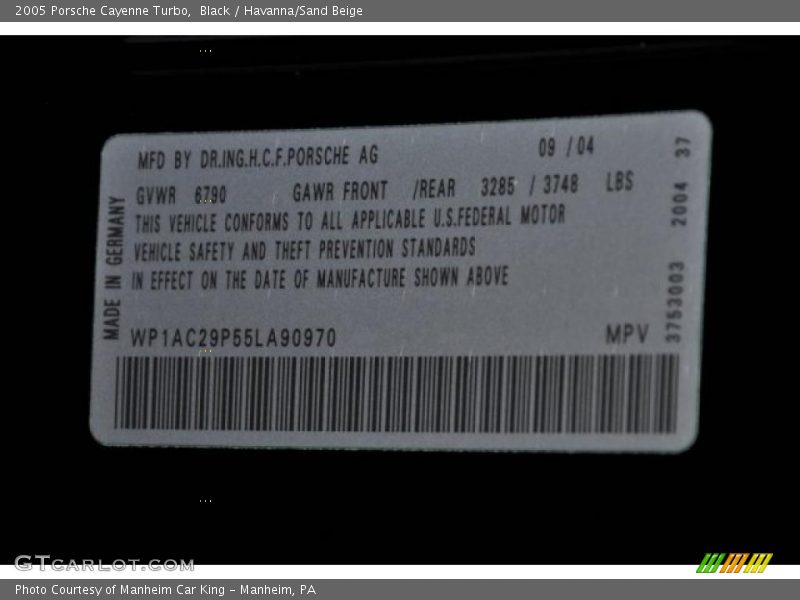 2005 Porsche Cayenne Turbo,  Black / Havanna/Sand Beige
MFD BY DR.ING.H.C.F.PORSCHE AG 09 /04
GVWR 6790 GAWR FRONT /REAR 3285 / 3748 LBS
THIS VEHICLE CONFORMS TO ALL APPLICABLE U.S.FEDERAL MOTOR
VEHICLE SAFETY AND THEFT PREVENTION STANDARDS
IN EFFECT ON THE DATE OF MANUFACTURE SHOWN ABOVE
WP1AC29P55LA90970 MPV
MADE IN GERMANY
3753003 2004 37
GTCARLOT.COM
Photo Courtesy of Manheim Car King - Manheim, PA